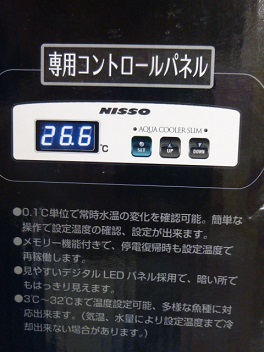 専用コントロールパネル
NISSO
26.6 ℃
AQUA COOLER SLIM
SET UP DOWN
●0.1℃単位で常時水温の変化を確認可能。簡単な
操作で設定温度の確認、設定が出来ます。
●メモリー機能付きで、停電復帰時も設定温度で
再稼働します。
●見やすいデジタルLEDパネル採用で、暗い所で
もはっきり見えます。
●3℃~32℃まで温度設定可能、多様な魚種に対
応出来ます。(気温、水量により設定温度まで冷
却出来ない場合があります。)